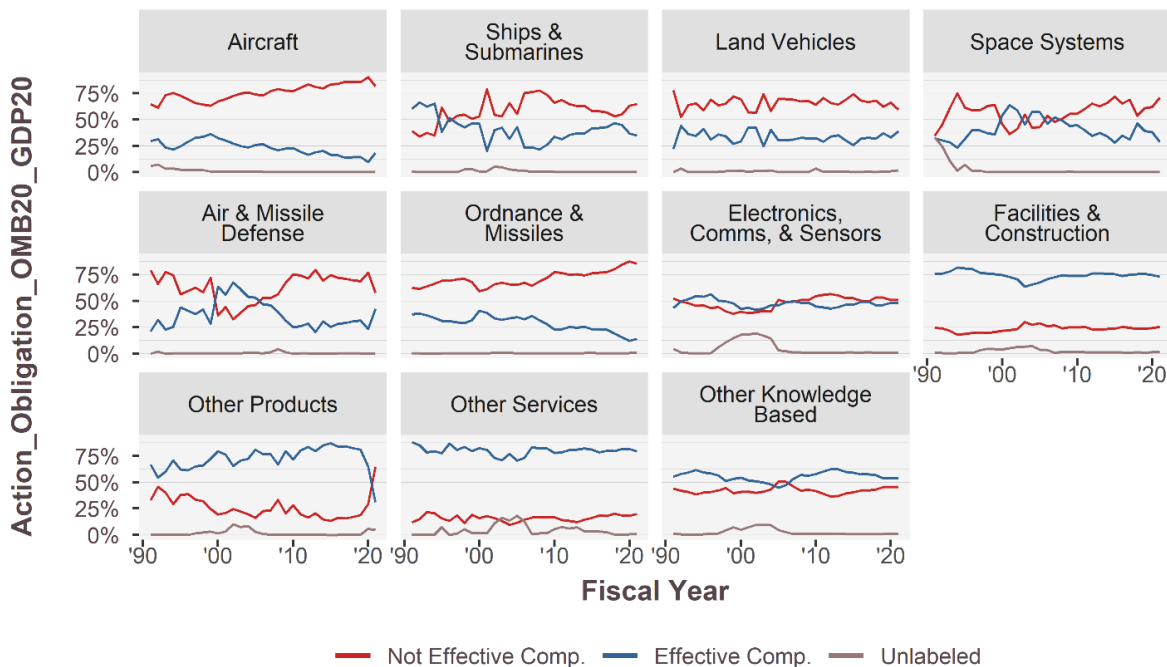 Action_Obligation_OMB20_GDP20
Aircraft
Ships &
Submarines
Land Vehicles
Space Systems
75%
50%
25%
0%
Air & Missile
Defense
Ordnance &
Missiles
Electronics,
Comms, & Sensors
Facilities &
Construction
75%
50%
25%
0%
'90 '00 '10 '20
Other Products
Other Services
Other Knowledge
Based
75%
50%
25%
0%
'90 '00 '10 '20 '90 '00 '10 '20 '90 '00 '10 '20
Fiscal Year
Not Effective Comp. Effective Comp. Unlabeled